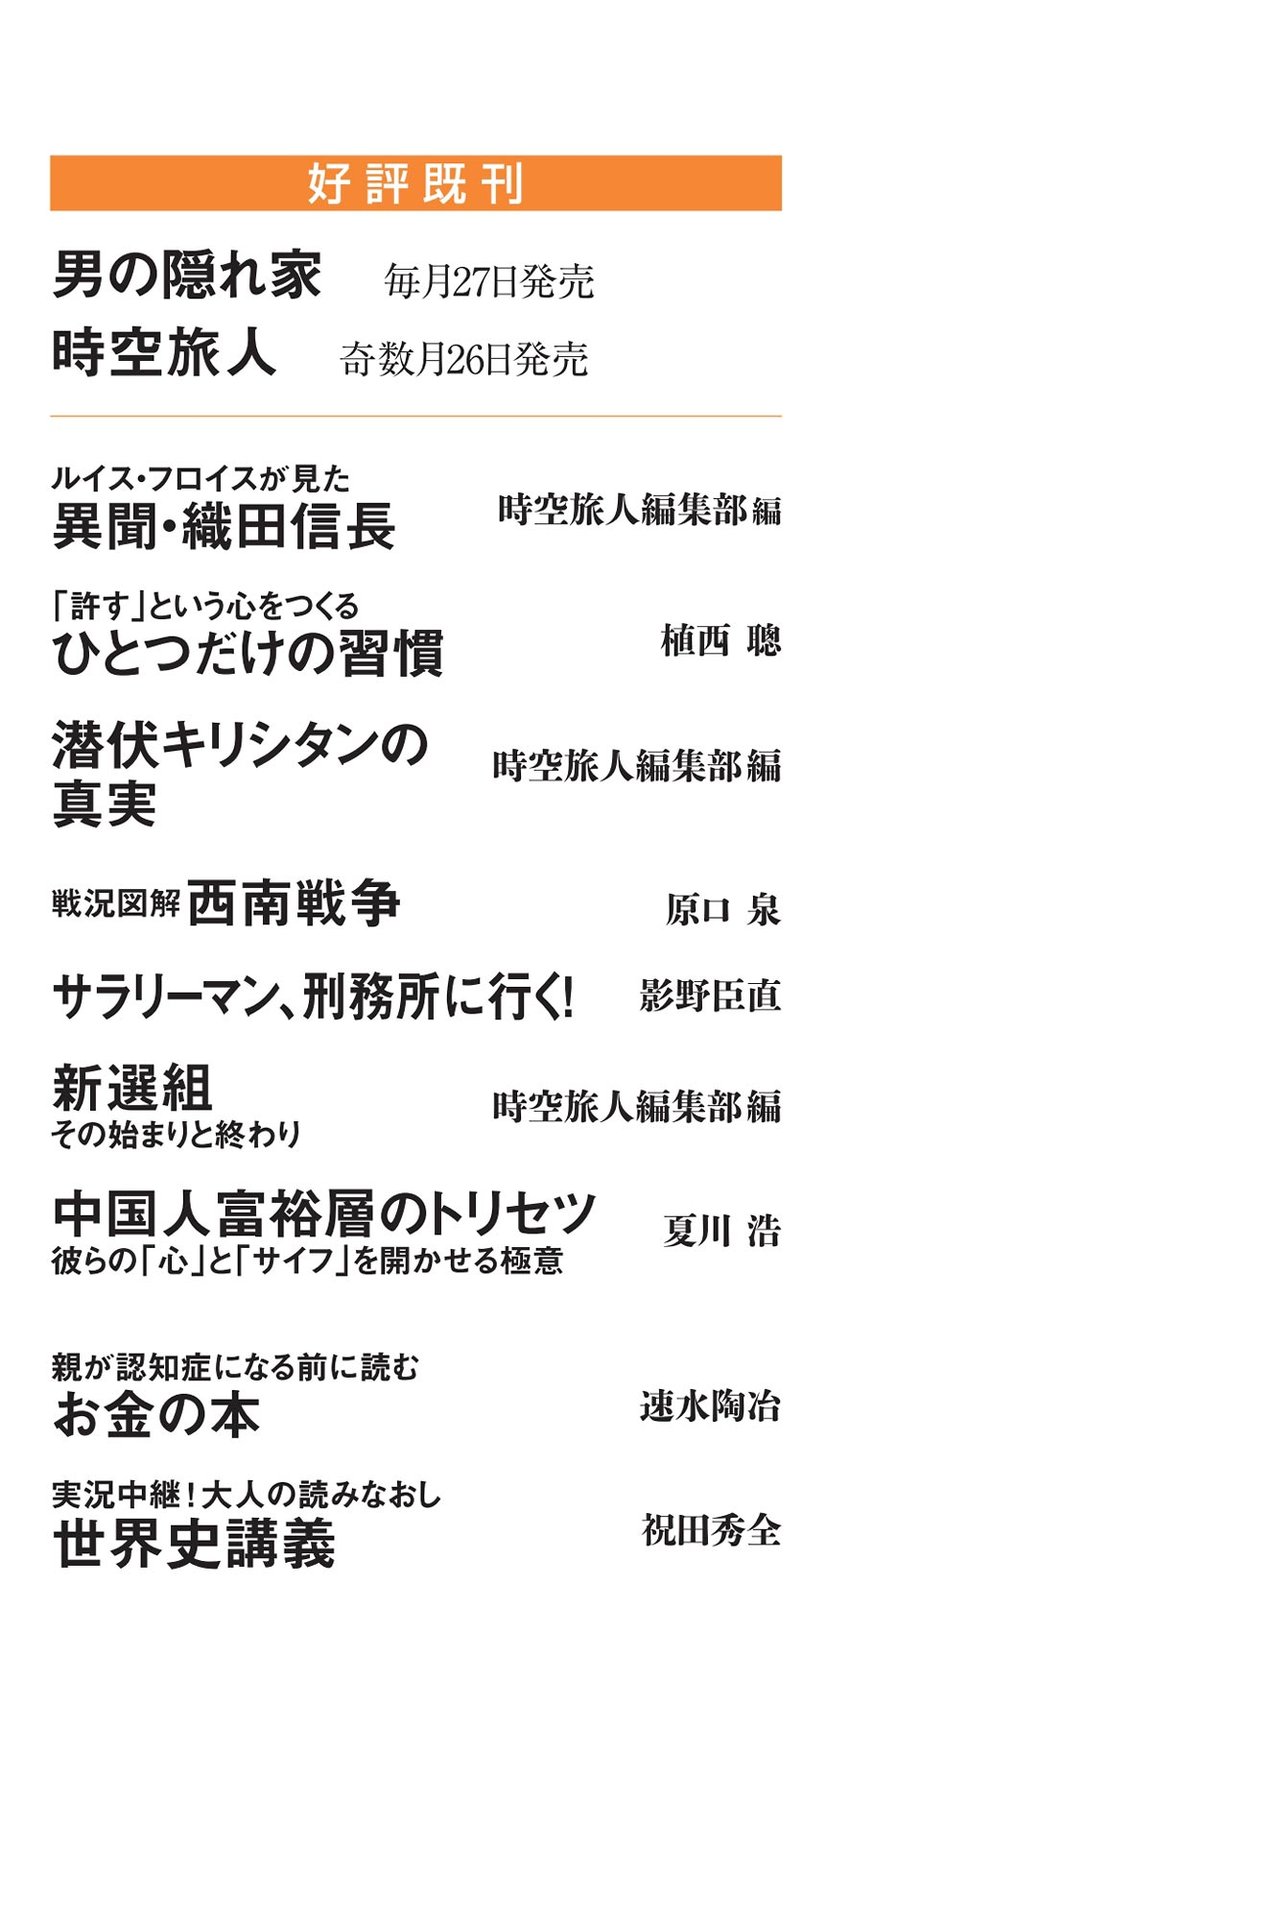 好評既刊
男の隠れ家 毎月27日発売
時空旅人 奇数月26日発売
ルイス・フロイスが見た
異聞・織田信長 時空旅人編集部 編
「許す」という心をつくる
ひとつだけの習慣 植西 聰
潜伏キリシタンの
真実 時空旅人編集部 編
戦況図解 西南戦争 原口 泉
サラリーマン、刑務所に行く! 影野臣直
新選組 時空旅人編集部 編
その始まりと終わり
中国人富裕層のトリセツ 夏川 浩
彼らの「心」と「サイフ」を開かせる極意
親が認知症になる前に読む
お金の本 速水陶冶
実況中継!大人の読みなおし
世界史講義 祝田秀全